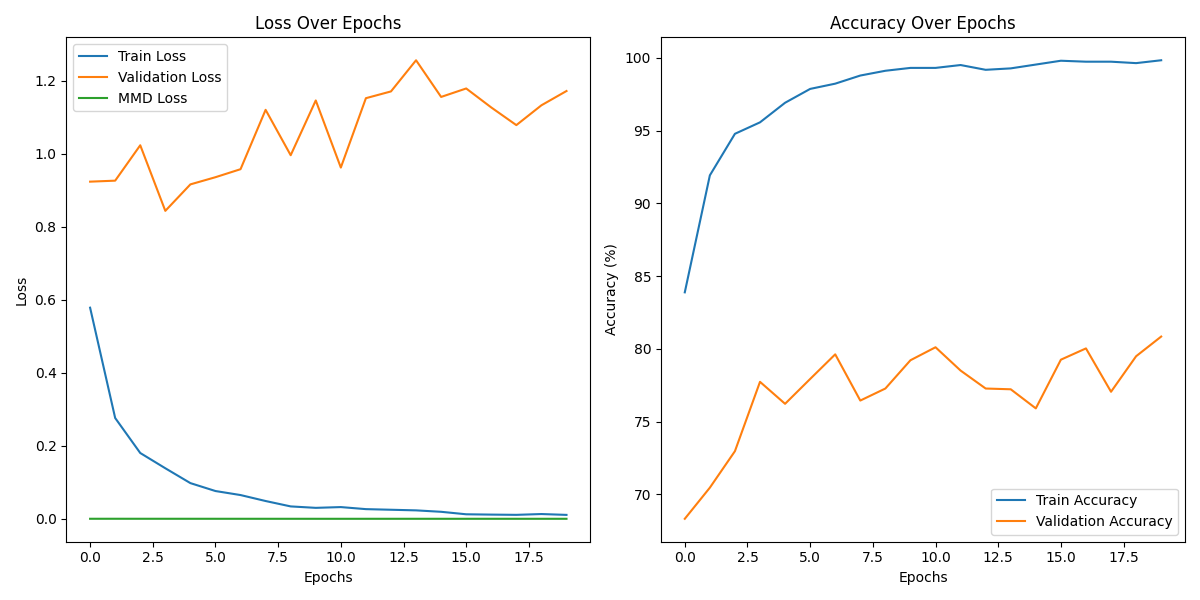 Loss Over Epochs
Train Loss
Validation Loss
MMD Loss
Loss
1.2
1.0
0.8
0.6
0.4
0.2
0.0
0.0 2.5 5.0 7.5 10.0 12.5 15.0 17.5
Epochs
Accuracy Over Epochs
Accuracy (%)
100
95
90
85
80
75
70
Train Accuracy
Validation Accuracy
0.0 2.5 5.0 7.5 10.0 12.5 15.0 17.5
Epochs